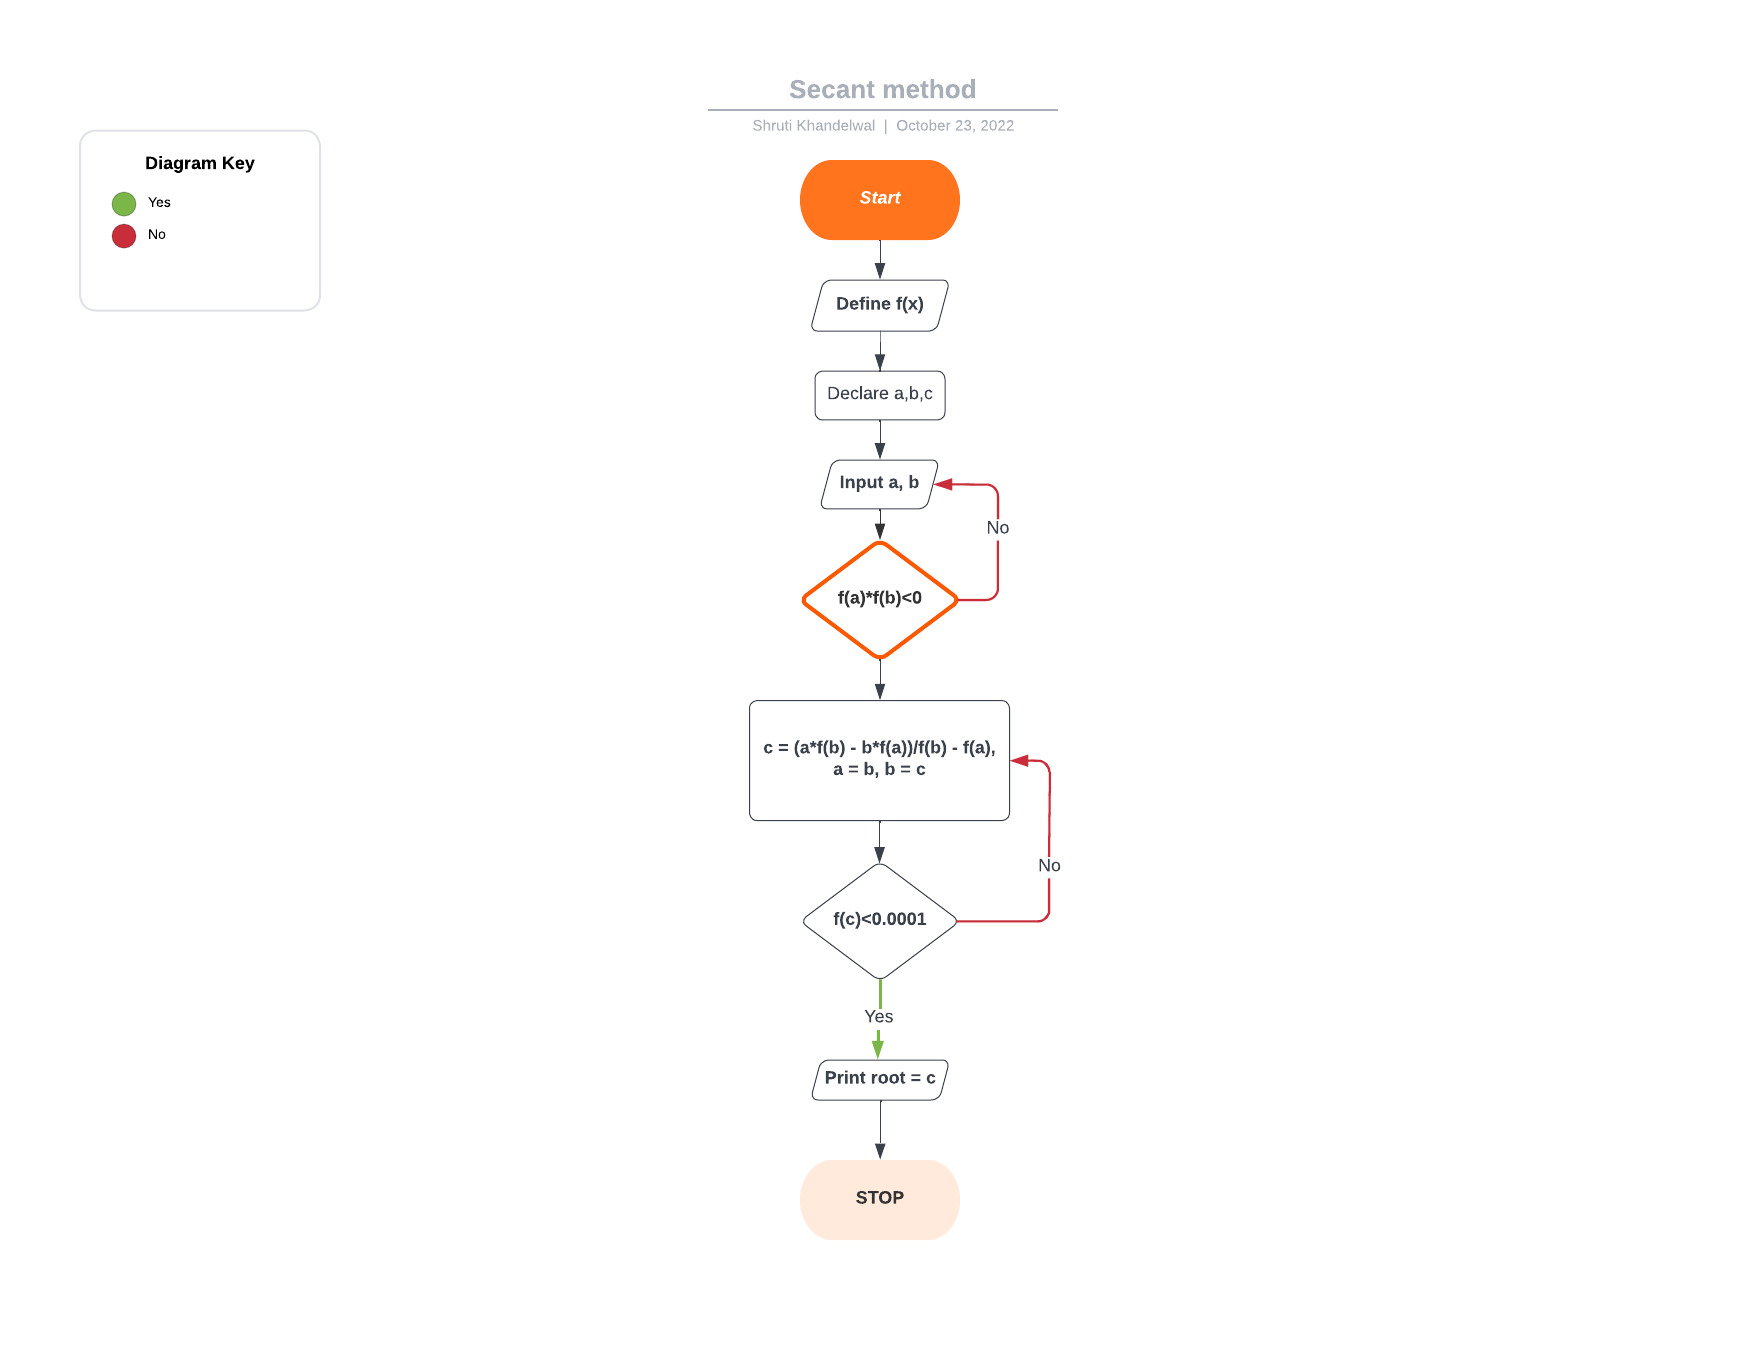 Secant method
Shruti Khandelwal | October 23, 2022
Diagram Key
Yes
No
Start
Define f(x)
Declare a,b,c
Input a, b
No
f(a)*f(b)<0
c = (a*f(b) - b*f(a))/f(b) - f(a),
a = b, b = c
No
f(c)<0.0001
Yes
Print root = c
STOP